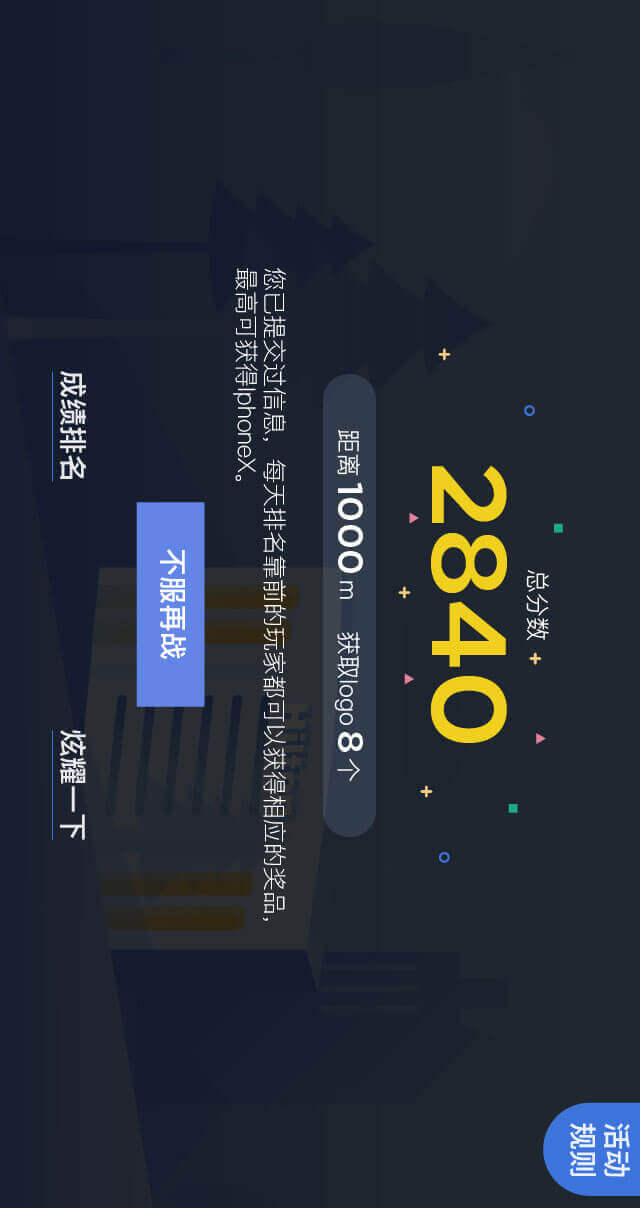 活动
规则
总分数
2840
距离 1000 m 获取logo 8 个
您已提交过信息，每天排名靠前的玩家都可以获得相应的奖品，
最高可获得IphoneX。
不服再战
成绩排名
炫耀一下